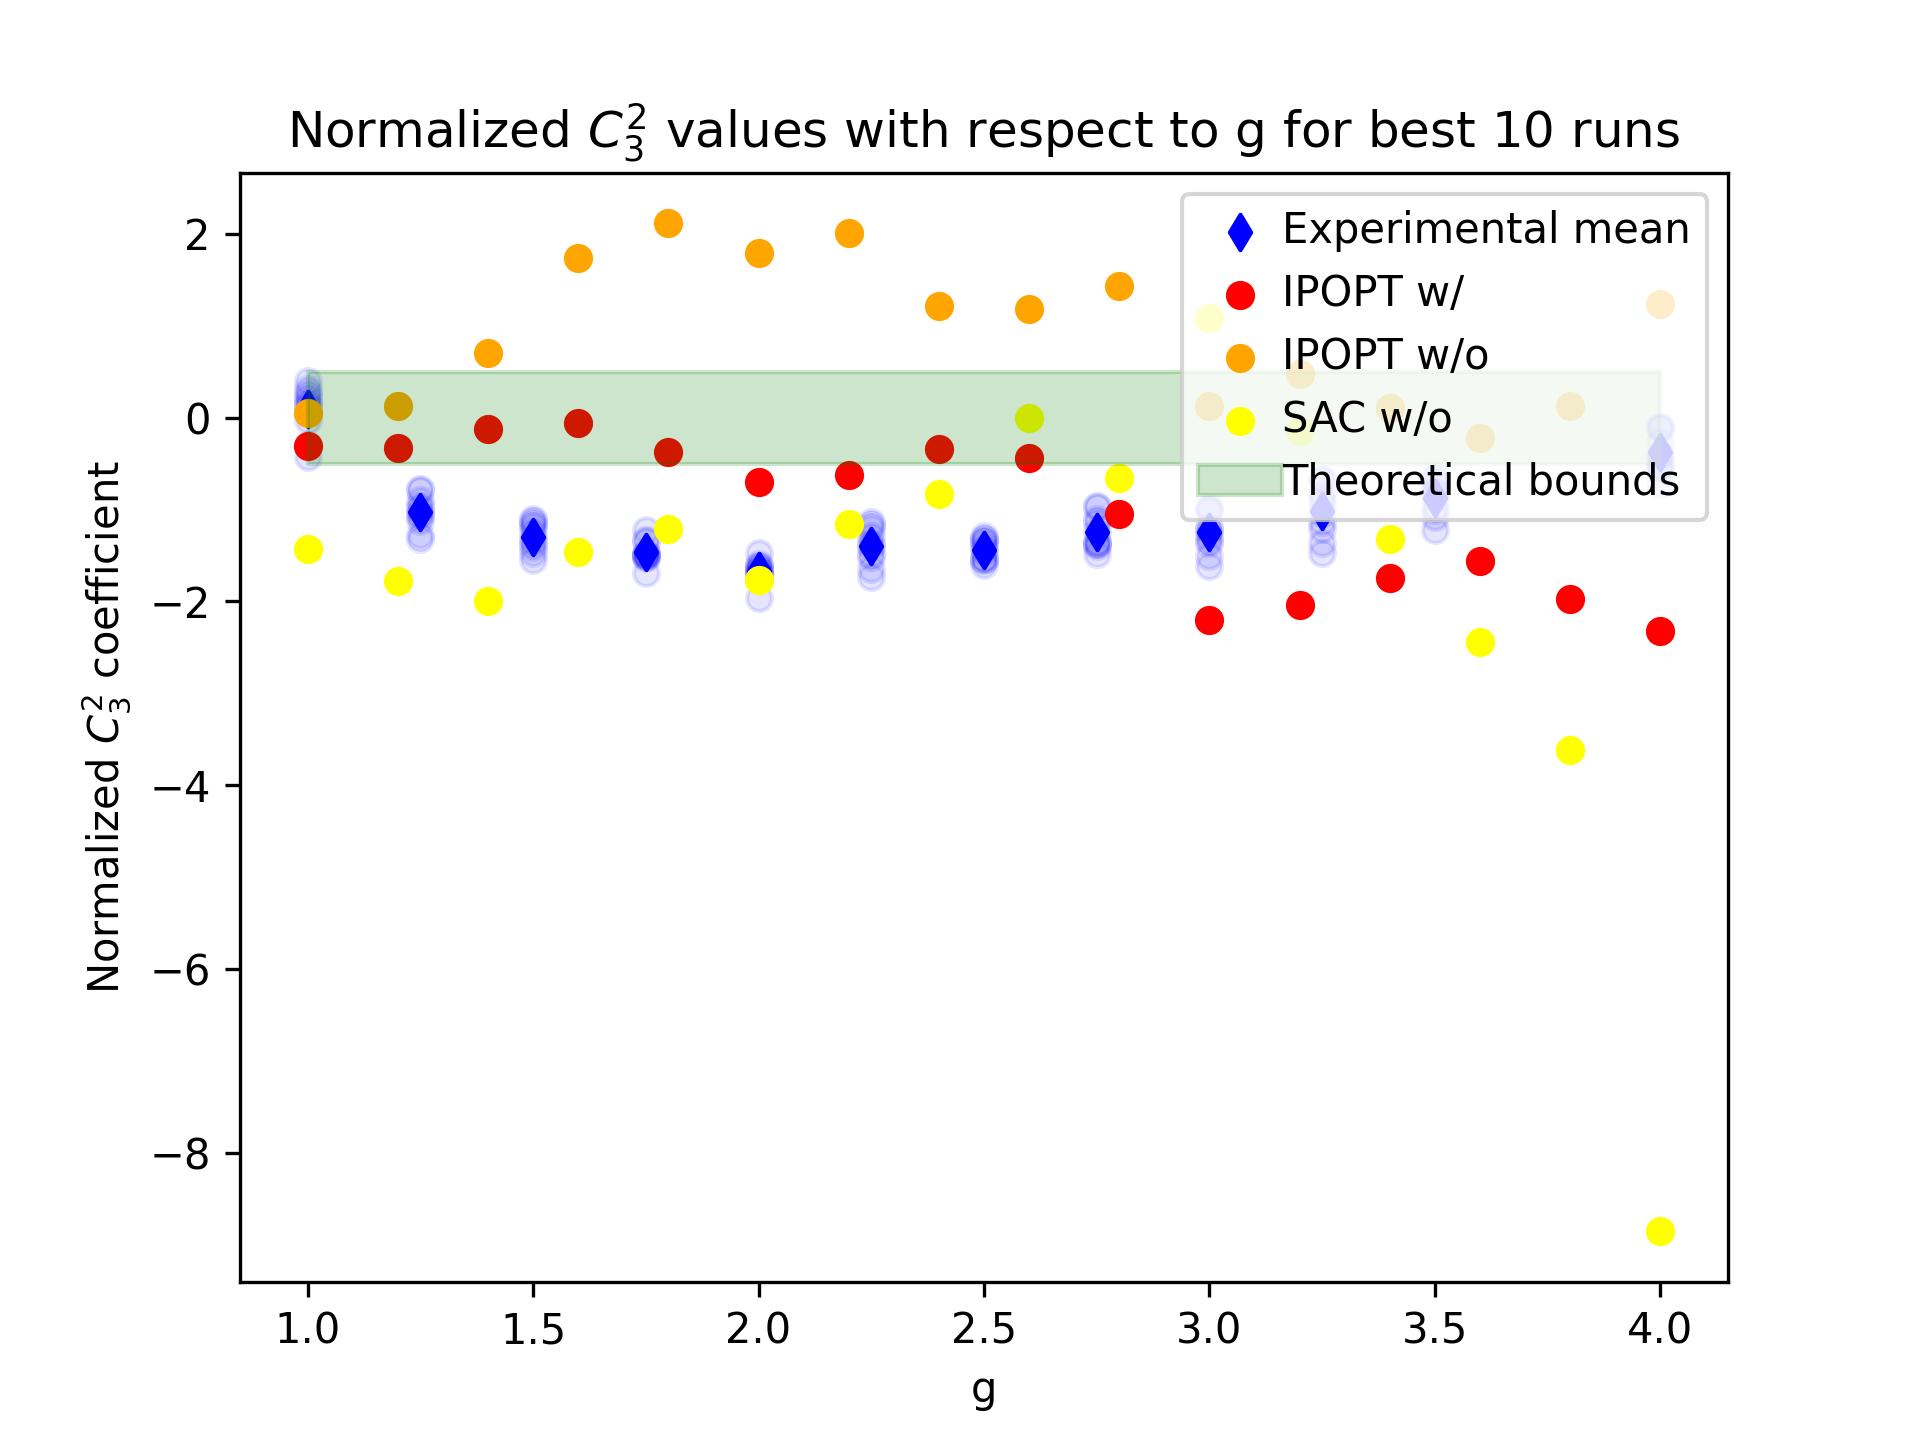 Normalized $C_3^2$ values with respect to g for best 10 runs
Experimental mean
IPOPT w/
IPOPT w/o
SAC w/o
Theoretical bounds
Normalized $C_3^2$ coefficient
2
0
−2
−4
−6
−8
1.0 1.5 2.0 2.5 3.0 3.5 4.0
g